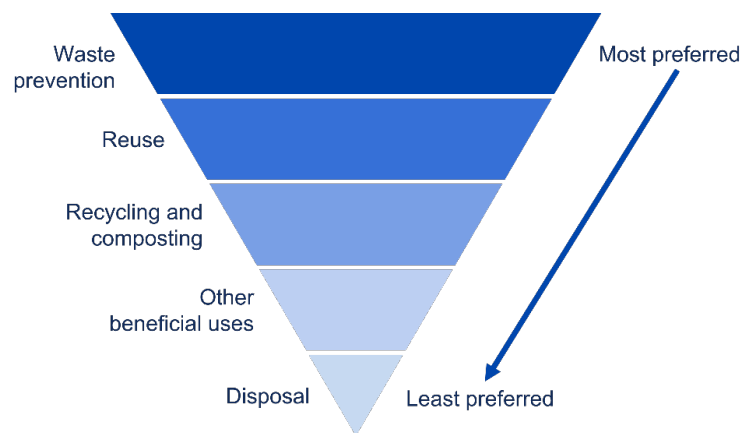 Waste
prevention
Most preferred
Reuse
Recycling and
composting
Other
beneficial uses
Disposal
Least preferred